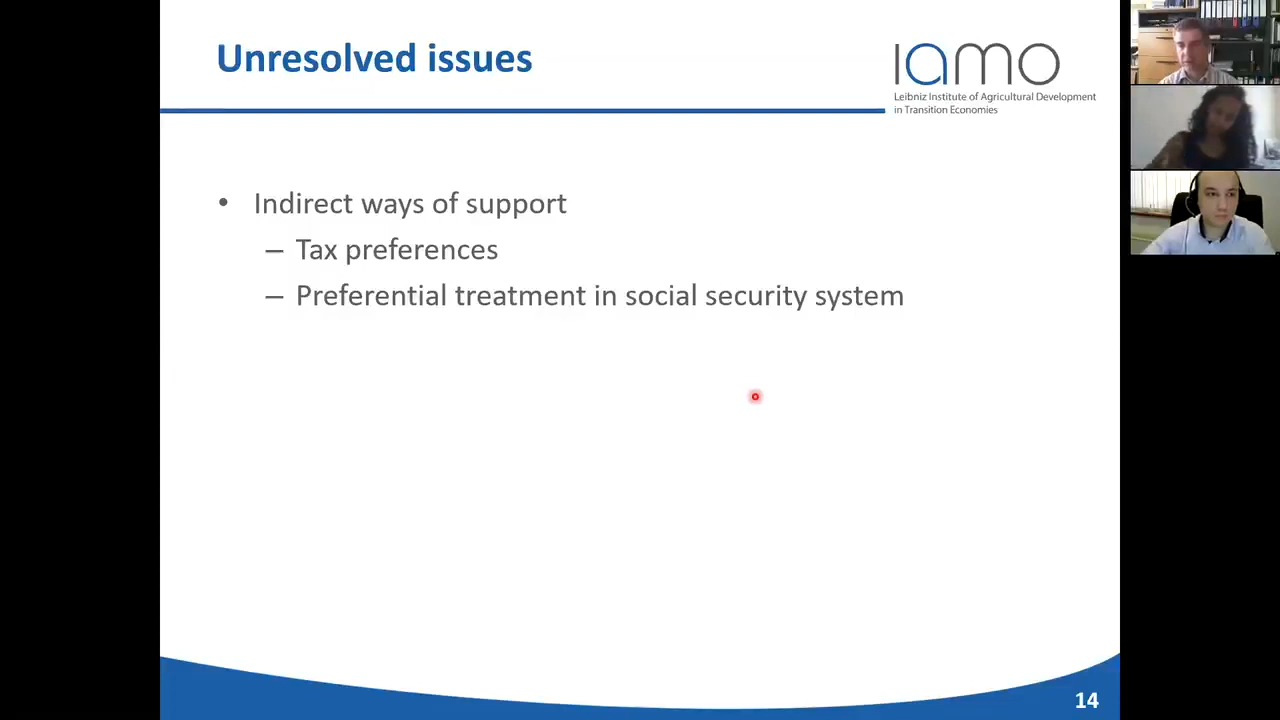 Unresolved issues
iamo
Leibniz Institute of Agricultural Development
in Transition Economies
• Indirect ways of support
– Tax preferences
– Preferential treatment in social security system
14